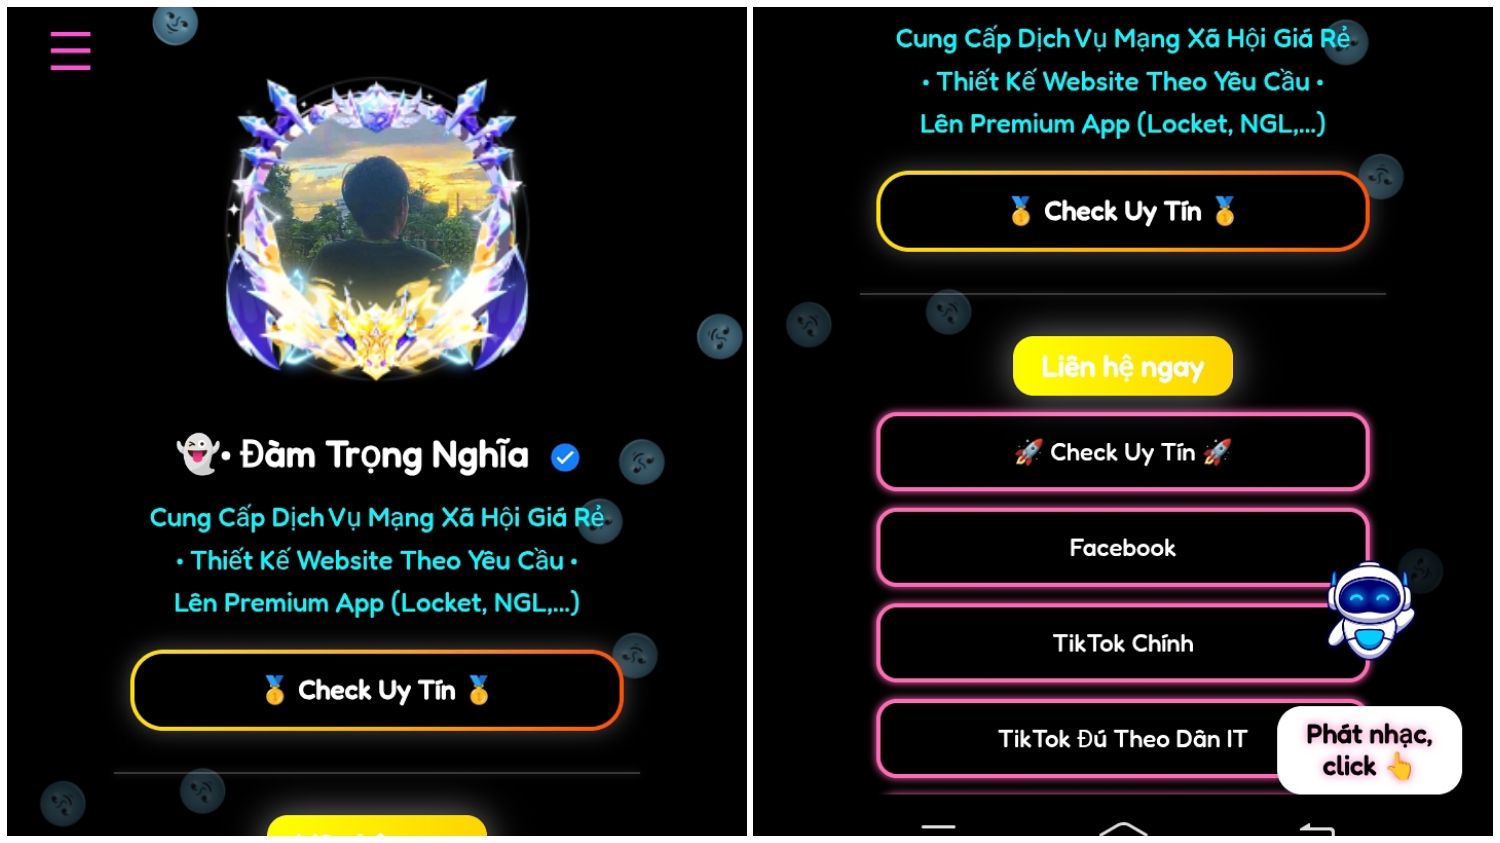 Đàm Trọng Nghĩa
Cung Cấp Dịch Vụ Mạng Xã Hội Giá Rẻ
• Thiết Kế Website Theo Yêu Cầu •
Lên Premium App (Locket, NGL,...)
Check Uy Tín
Cung Cấp Dịch Vụ Mạng Xã Hội Giá Rẻ
• Thiết Kế Website Theo Yêu Cầu •
Lên Premium App (Locket, NGL,...)
Check Uy Tín
Liên hệ ngay
Check Uy Tín
Facebook
TikTok Chính
TikTok Đú Theo Dân IT
Phát nhạc,
click